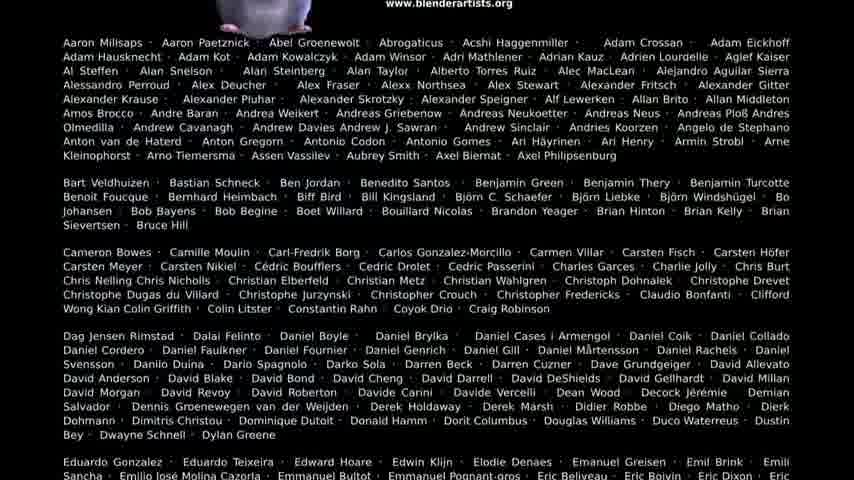 www.blenderartists.org
Aaron Milisaps · Aaron Paetznick · Abel Groenewolt · Abrogaticus · Acshi Haggenmiller · Adam Crossan · Adam Eickhoff
Adam Hausknecht · Adam Kot · Adam Kowalczyk · Adam Winsor · Adri Mathlener · Adrian Kauz · Adrien Lourdelle · Aglef Kaiser
Al Steffen · Alan Snelson · Alan Steinberg · Alan Taylor · Alberto Torres Ruiz · Alec MacLean · Alejandro Aguilar Sierra
Alessandro Perroud · Alex Deucher · Alex Fraser · Alexx Northsea · Alex Stewart · Alexander Fritsch · Alexander Gitter
Alexander Krause · Alexander Pluhar · Alexander Skrotzky · Alexander Speigner · Alf Lewerken · Allan Brito · Allan Middleton
Amos Brocco · Andre Baran · Andrea Weikert · Andreas Griebenow · Andreas Neukoetter · Andreas Neus · Andreas Ploß Andres
Olmedilla · Andrew Cavanagh · Andrew Davies Andrew J. Sawran · Andrew Sinclair · Andries Koorzen · Angelo de Stephano
Anton van de Haterd · Anton Gregorn · Antonio Codon · Antonio Gomes · Ari Häyrinen · Ari Henry · Armin Strobl · Arne
Kleinophorst · Arno Tiemersma · Assen Vassilev · Aubrey Smith · Axel Biernat · Axel Philipsenburg
Bart Veldhuizen · Bastian Schneck · Ben Jordan · Benedito Santos · Benjamin Green · Benjamin Thery · Benjamin Turcotte
Benoit Foucque · Bernhard Heimbach · Biff Bird · Bill Kingsland · Björn C. Schaefer · Björn Liebke · Björn Windshügel · Bo
Johansen · Bob Bayens · Bob Begine · Boet Willard · Bouillard Nicolas · Brandon Yeager · Brian Hinton · Brian Kelly · Brian
Sievertsen · Bruce Hill
Cameron Bowes · Camille Moulin · Carl-Fredrik Borg · Carlos Gonzalez-Morcillo · Carmen Villar · Carsten Fisch · Carsten Höfer
Carsten Meyer · Carsten Nikiel · Cédric Boufflers · Cedric Drolet · Cedric Passerini · Charles Garces · Charlie Jolly · Chris Burt
Chris Nelling Chris Nicholls · Christian Elberfeld · Christian Metz · Christian Wahlgren · Christoph Dohnalek · Christophe Drevet
Christophe Dugas du Villard · Christophe Jurzynski · Christopher Crouch · Christopher Fredericks · Claudio Bonfanti · Clifford
Wong Kian Colin Griffith · Colin Litster · Constantin Rahn · Coyok Drio · Craig Robinson
Dag Jensen Rimstad · Dalai Felinto · Daniel Boyle · Daniel Brylka · Daniel Cases i Armengol · Daniel Coik · Daniel Collado
Daniel Cordero · Daniel Faulkner · Daniel Fournier · Daniel Genrich · Daniel Gill · Daniel Mårtensson · Daniel Racheis · Daniel
Svensson · Danilo Duina · Dario Spagnolo · Darko Sola · Darren Beck · Darren Cuzner · Dave Grundgeiger · David Allevato
David Anderson · David Blake · David Bond · David Cheng · David Darrell · David DeShields · David Gellhardt · David Millan
David Morgan · David Revoy · David Roberton · Davide Carini · Davide Vercelli · Dean Wood · Decock Jérémie · Demian
Salvador · Dennis Groenewegen van der Weijden · Derek Holdaway · Derek Marsh · Didier Robbe · Diego Matho · Dierk
Dohmann · Dimitris Christou · Dominique Dutoit · Donald Hamm · Dorit Columbus · Douglas Williams · Duco Waterreus · Dustin
Bey · Dwayne Schnell · Dylan Greene
Eduardo Gonzalez · Eduardo Teixeira · Edward Hoare · Edwin Klijn · Elodie Denaes · Emanuel Greisen · Emil Brink · Emili
Sancha · Emilio José Molina Cazorla · Emmanuel Bultot · Emmanuel Pognant-gros · Eric Beliveau · Eric Boivin · Eric Dixon · Eric